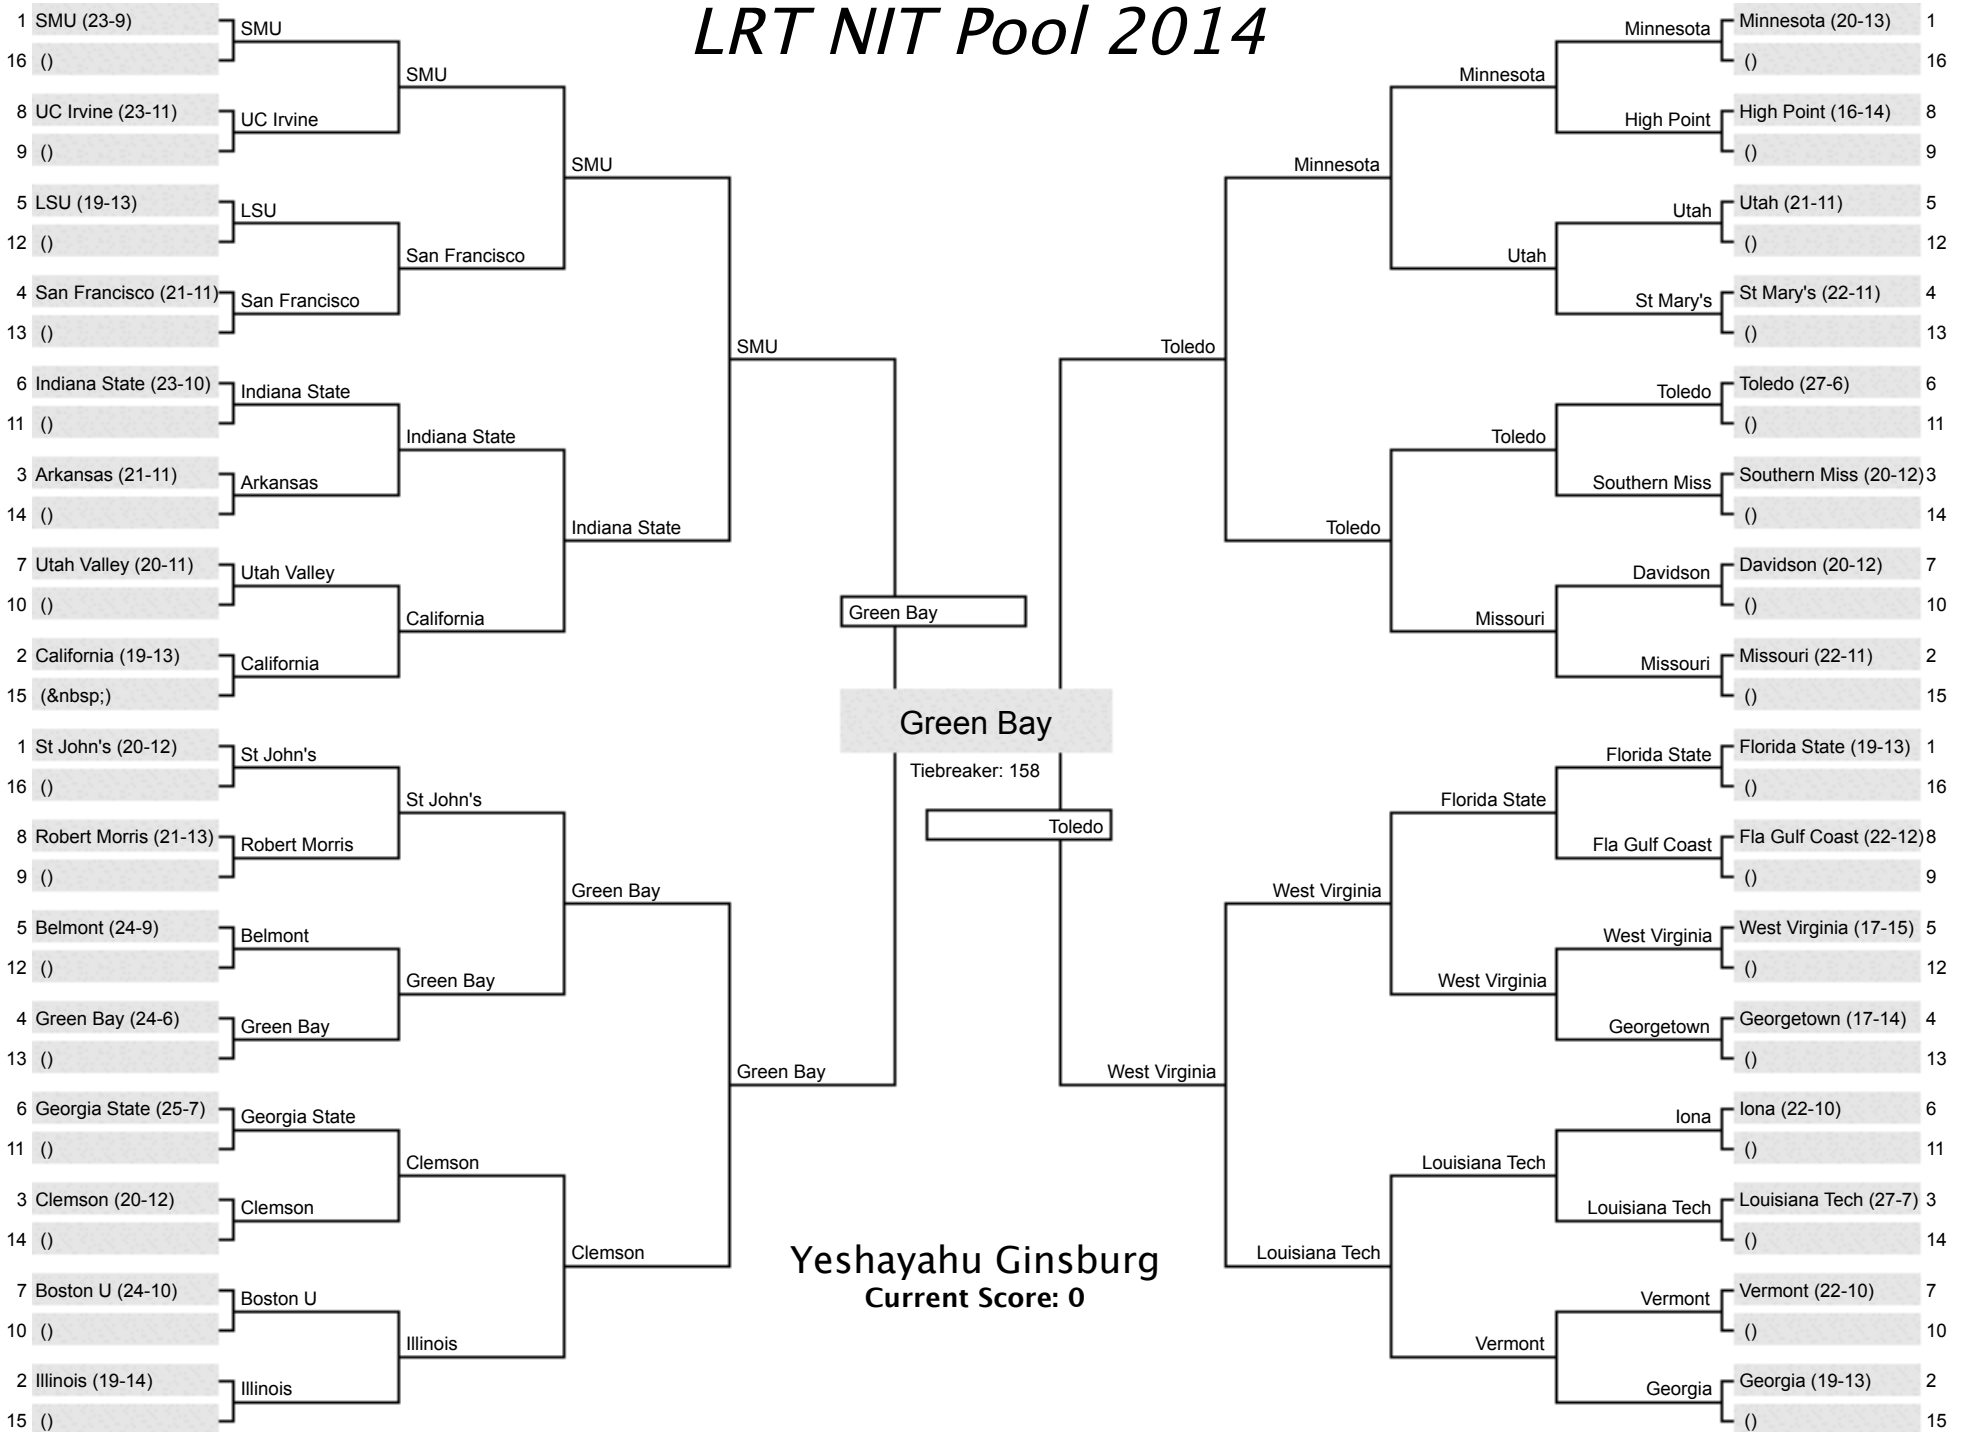 LRT NIT Pool 2014
1 SMU (23-9)
16 ()
8 UC Irvine (23-11)
9 ()
5 LSU (19-13)
12 ()
4 San Francisco (21-11)
13 ()
6 Indiana State (23-10)
11 ()
3 Arkansas (21-11)
14 ()
7 Utah Valley (20-11)
10 ()
2 California (19-13)
15 (&nbsp;)
1 St John's (20-12)
16 ()
8 Robert Morris (21-13)
9 ()
5 Belmont (24-9)
12 ()
4 Green Bay (24-6)
13 ()
6 Georgia State (25-7)
11 ()
3 Clemson (20-12)
14 ()
7 Boston U (24-10)
10 ()
2 Illinois (19-14)
15 ()
SMU
UC Irvine
LSU
San Francisco
Indiana State
Arkansas
Utah Valley
California
St John's
Robert Morris
Belmont
Green Bay
Georgia State
Clemson
Boston U
Illinois
SMU
San Francisco
Indiana State
California
St John's
Green Bay
Clemson
Illinois
SMU
Indiana State
Green Bay
Clemson
SMU
Green Bay
Green Bay
Green Bay
Tiebreaker: 158
Toledo
Yeshayahu Ginsburg
Current Score: 0
Toledo
West Virginia
Minnesota
Toledo
West Virginia
Louisiana Tech
Minnesota
Utah
Toledo
Missouri
Florida State
West Virginia
Louisiana Tech
Vermont
Minnesota
High Point
Utah
St Mary's
Toledo
Southern Miss
Davidson
Missouri
Florida State
Fla Gulf Coast
West Virginia
Georgetown
Iona
Louisiana Tech
Vermont
Georgia
Minnesota (20-13) 1
() 16
High Point (16-14) 8
() 9
Utah (21-11) 5
() 12
St Mary's (22-11) 4
() 13
Toledo (27-6) 6
() 11
Southern Miss (20-12) 3
() 14
Davidson (20-12) 7
() 10
Missouri (22-11) 2
() 15
Florida State (19-13) 1
() 16
Fla Gulf Coast (22-12) 8
() 9
West Virginia (17-15) 5
() 12
Georgetown (17-14) 4
() 13
Iona (22-10) 6
() 11
Louisiana Tech (27-7) 3
() 14
Vermont (22-10) 7
() 10
Georgia (19-13) 2
() 15